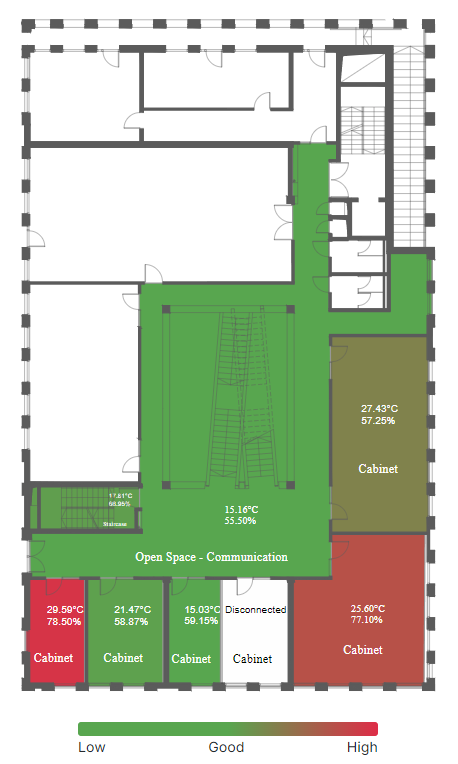 27.43°C
57.25%
Cabinet
17.61°C
Staircase
15.16°C
55.50%
Open Space - Communication
29.59°C
78.50%
Cabinet
21.47°C
58.87%
Cabinet
15.03°C
59.15%
Cabinet
Disconnected
Cabinet
25.60°C
77.10%
Cabinet
Low
Good
High